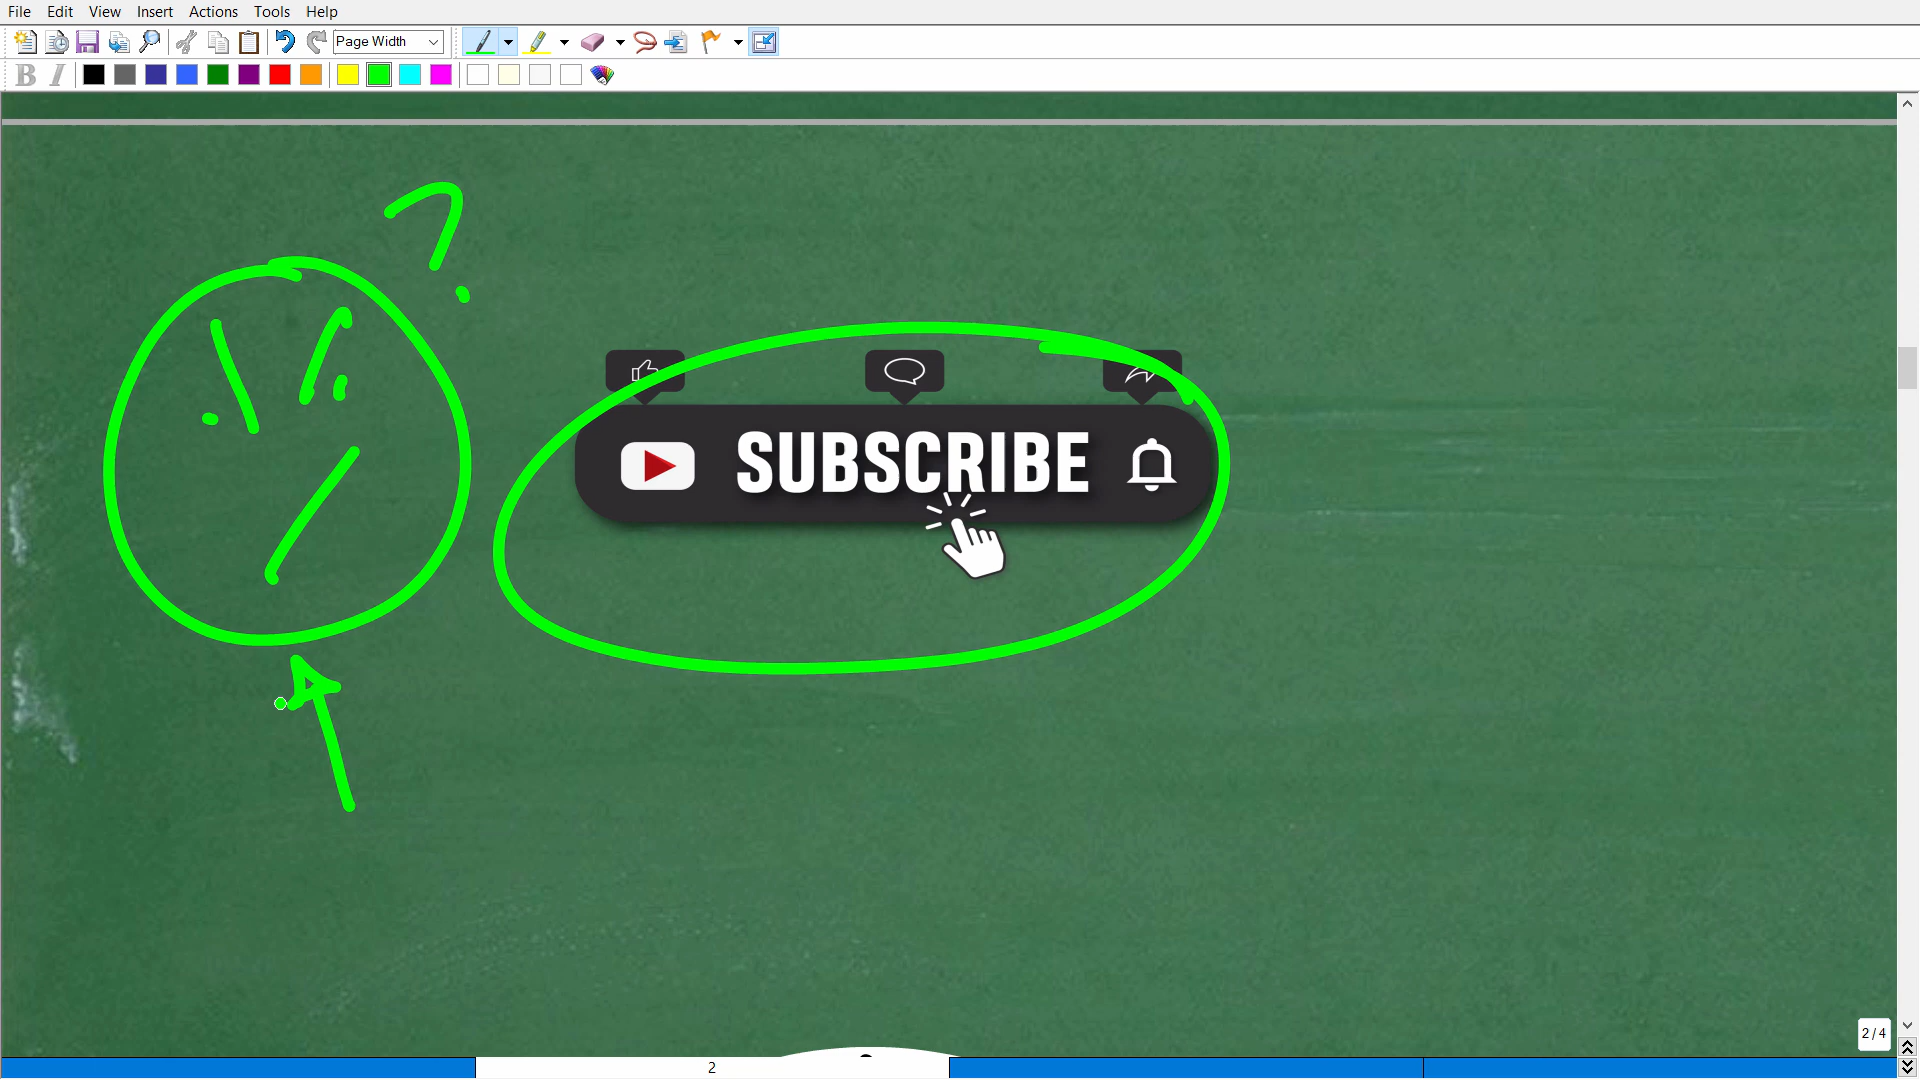 File Edit View Insert Actions Tools Help
Page Width
B I
?
SUBSCRIBE
2 / 4
2